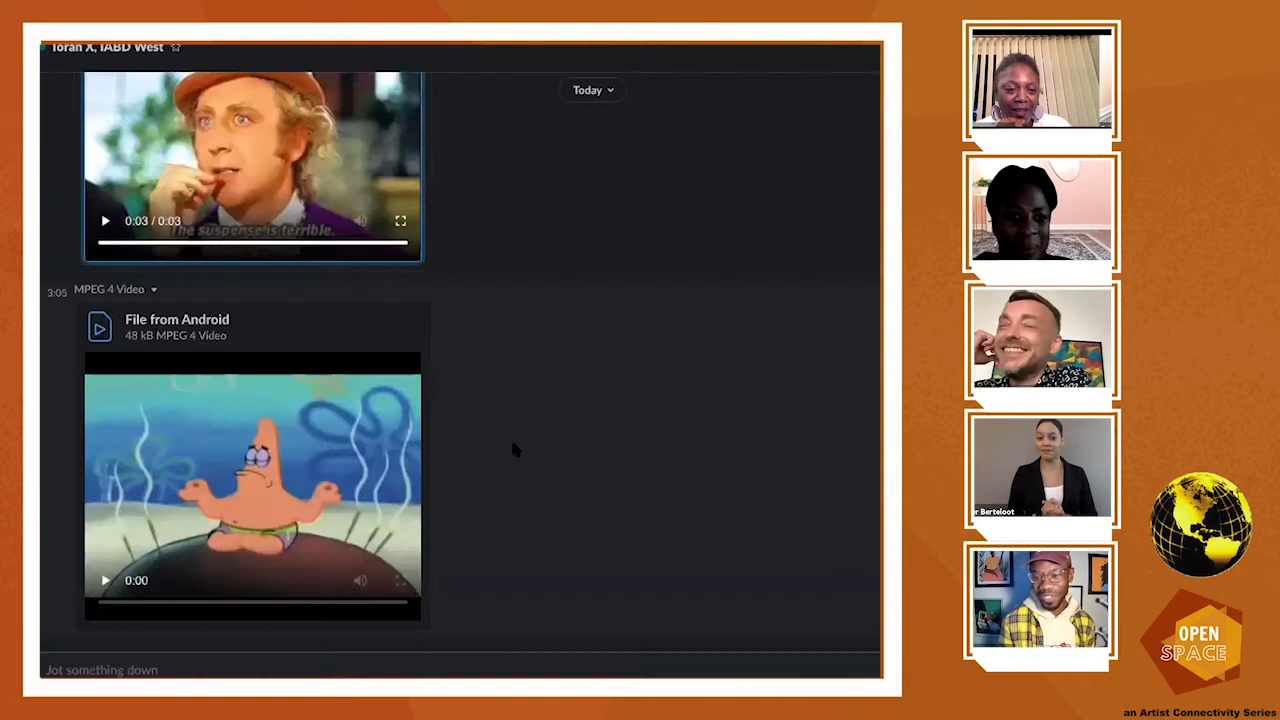 Toran X, IABD West
Today
0:03 / 0:03
The suspense is terrible.
3:05 MPEG 4 Video
File from Android
48 kB MPEG 4 Video
0:00
Jot something down
r Berteloot
OPEN
SPACE
an Artist Connectivity Series